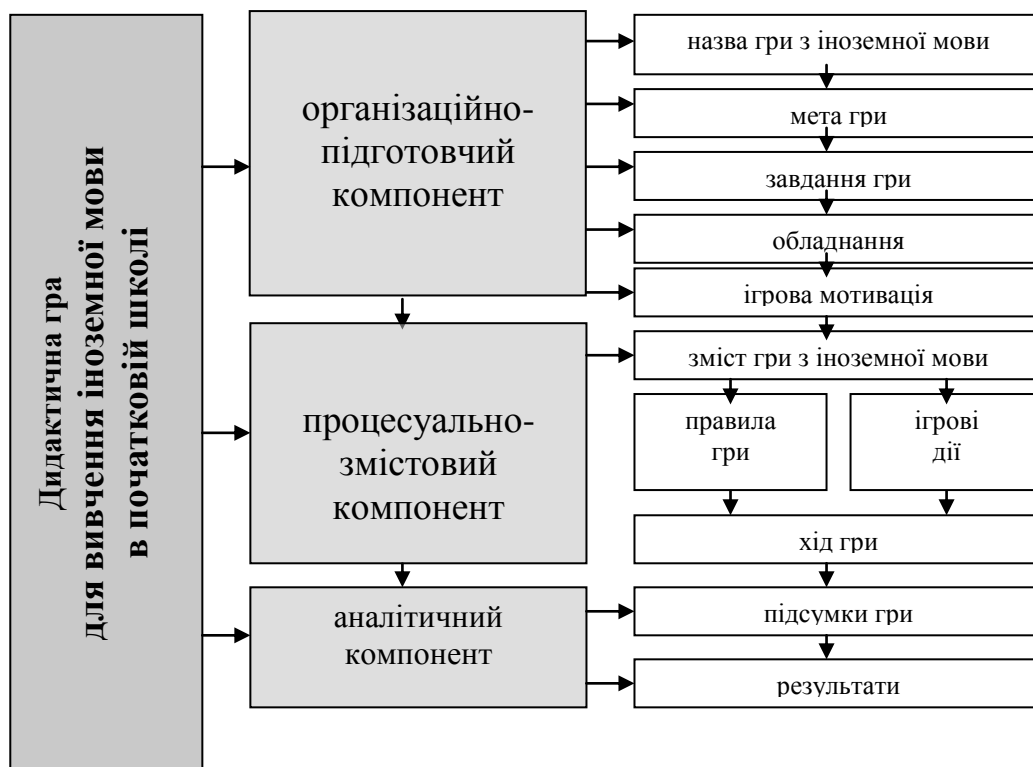 Дидактична гра
для вивчення іноземної мови
в початковій школі
організаційно-
підготовчий
компонент
назва гри з іноземної мови
мета гри
завдання гри
обладнання
ігрова мотивація
процесуально-
змістовий
компонент
зміст гри з іноземної мови
правила
гри
ігрові
дії
хід гри
аналітичний
компонент
підсумки гри
результати